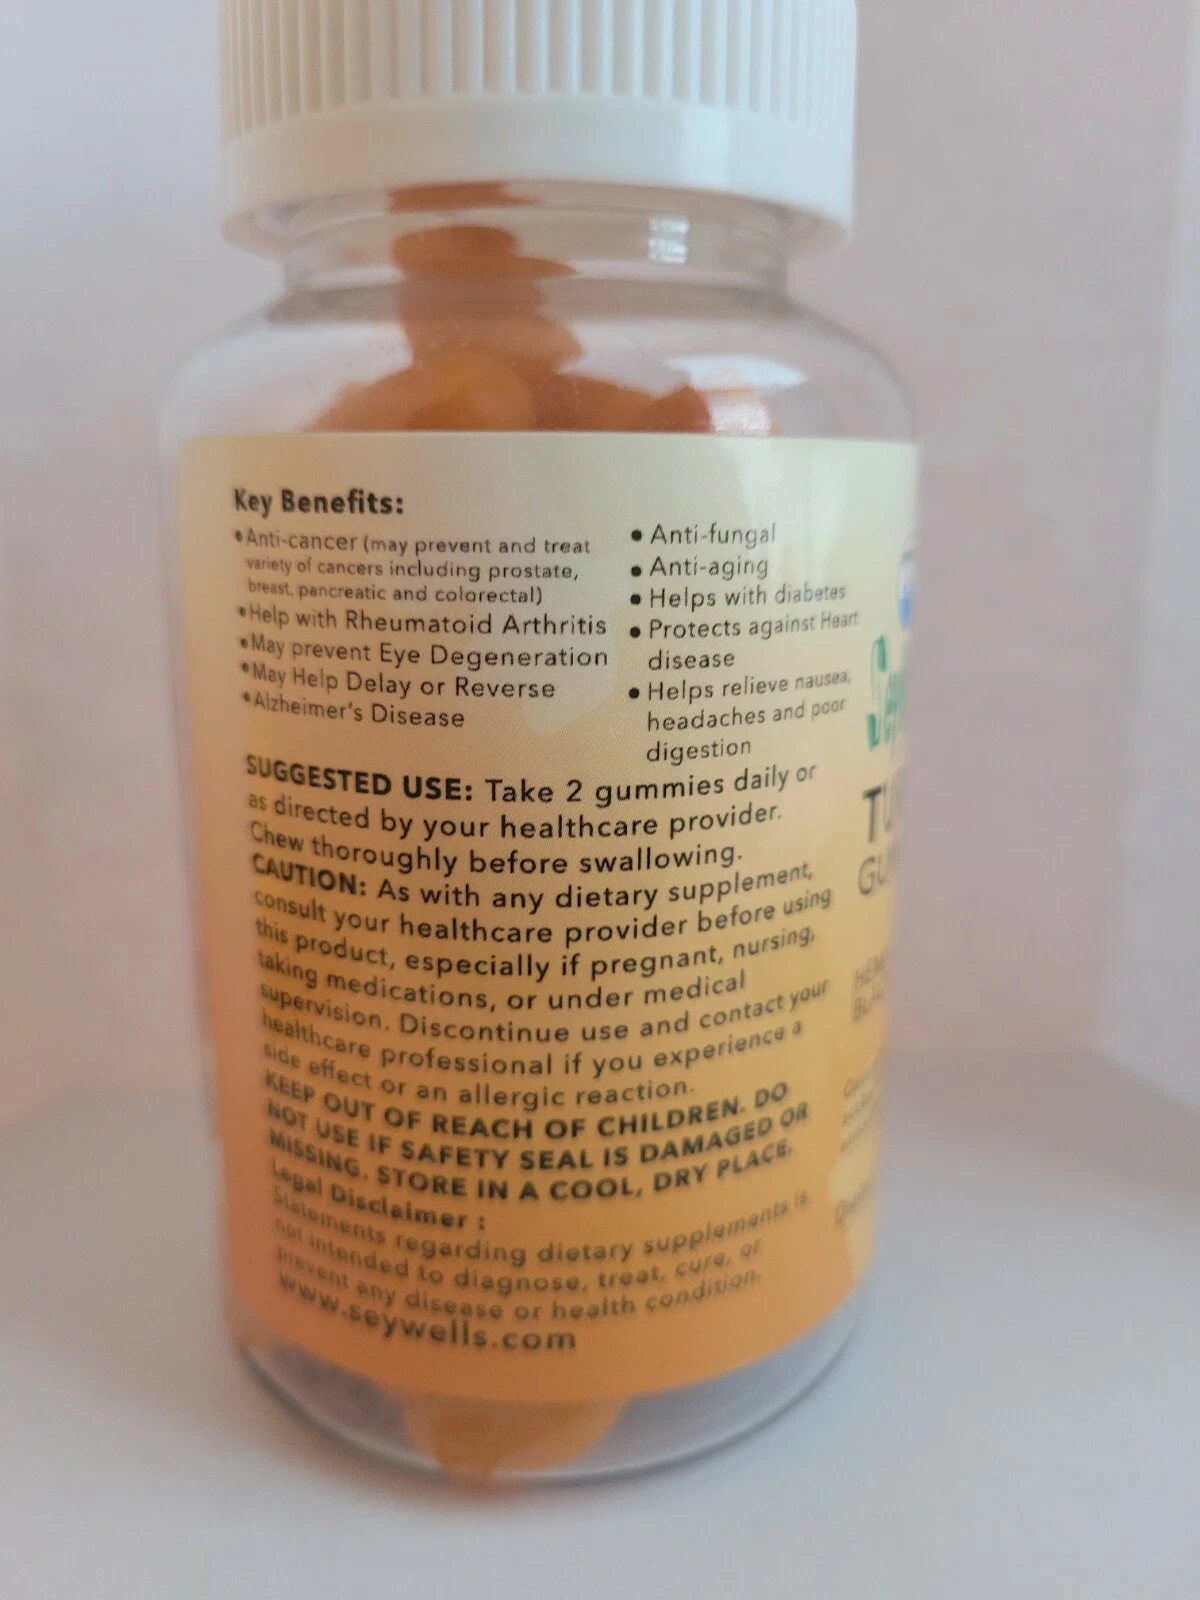 Key Benefits:
•Anti-cancer (may prevent and treat
variety of cancers including prostate,
breast, pancreatic and colorectal)
•Help with Rheumatoid Arthritis
•May prevent Eye Degeneration
•May Help Delay or Reverse
•Alzheimer's Disease
• Anti-fungal
• Anti-aging
• Helps with diabetes
• Protects against Heart
disease
• Helps relieve nausea,
headaches and poor
digestion
SUGGESTED USE: Take 2 gummies daily or
as directed by your healthcare provider.
Chew thoroughly before swallowing.
CAUTION: As with any dietary supplement,
consult your healthcare provider before using
this product, especially if pregnant, nursing,
taking medications, or under medical
supervision. Discontinue use and contact your
healthcare professional if you experience a
side effect or an allergic reaction.
KEEP OUT OF REACH OF CHILDREN. DO
NOT USE IF SAFETY SEAL IS DAMAGED OR
MISSING. STORE IN A COOL, DRY PLACE.
Legal Disclaimer :
Statements regarding dietary supplements is
not intended to diagnose, treat, cure, or
prevent any disease or health condition.
www.seywells.com